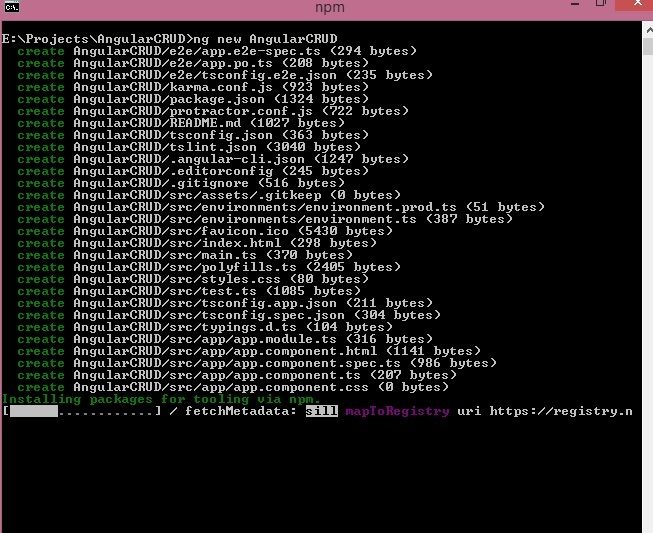 npm
E:\Projects\AngularCRUD>ng new AngularCRUD
create AngularCRUD/e2e/app.e2e-spec.ts (294 bytes)
create AngularCRUD/e2e/app.po.ts (208 bytes)
create AngularCRUD/e2e/tsconfig.e2e.json (235 bytes)
create AngularCRUD/karma.conf.js (923 bytes)
create AngularCRUD/package.json (1324 bytes)
create AngularCRUD/protractor.conf.js (722 bytes)
create AngularCRUD/README.md (1027 bytes)
create AngularCRUD/tsconfig.json (363 bytes)
create AngularCRUD/tslint.json (3040 bytes)
create AngularCRUD/.angular-cli.json (1247 bytes)
create AngularCRUD/.editorconfig (245 bytes)
create AngularCRUD/.gitignore (516 bytes)
create AngularCRUD/src/assets/.gitkeep (0 bytes)
create AngularCRUD/src/environments/environment.prod.ts (51 bytes)
create AngularCRUD/src/environments/environment.ts (387 bytes)
create AngularCRUD/src/favicon.ico (5430 bytes)
create AngularCRUD/src/index.html (298 bytes)
create AngularCRUD/src/main.ts (370 bytes)
create AngularCRUD/src/polyfills.ts (2405 bytes)
create AngularCRUD/src/styles.css (80 bytes)
create AngularCRUD/src/test.ts (1085 bytes)
create AngularCRUD/src/tsconfig.app.json (211 bytes)
create AngularCRUD/src/tsconfig.spec.json (304 bytes)
create AngularCRUD/src/typings.d.ts (104 bytes)
create AngularCRUD/src/app/app.module.ts (316 bytes)
create AngularCRUD/src/app/app.component.html (1141 bytes)
create AngularCRUD/src/app/app.component.spec.ts (986 bytes)
create AngularCRUD/src/app/app.component.ts (207 bytes)
create AngularCRUD/src/app/app.component.css (0 bytes)
Installing packages for tooling via npm.
[ ............] / fetchMetadata: sill mapToRegistry uri https://registry.n